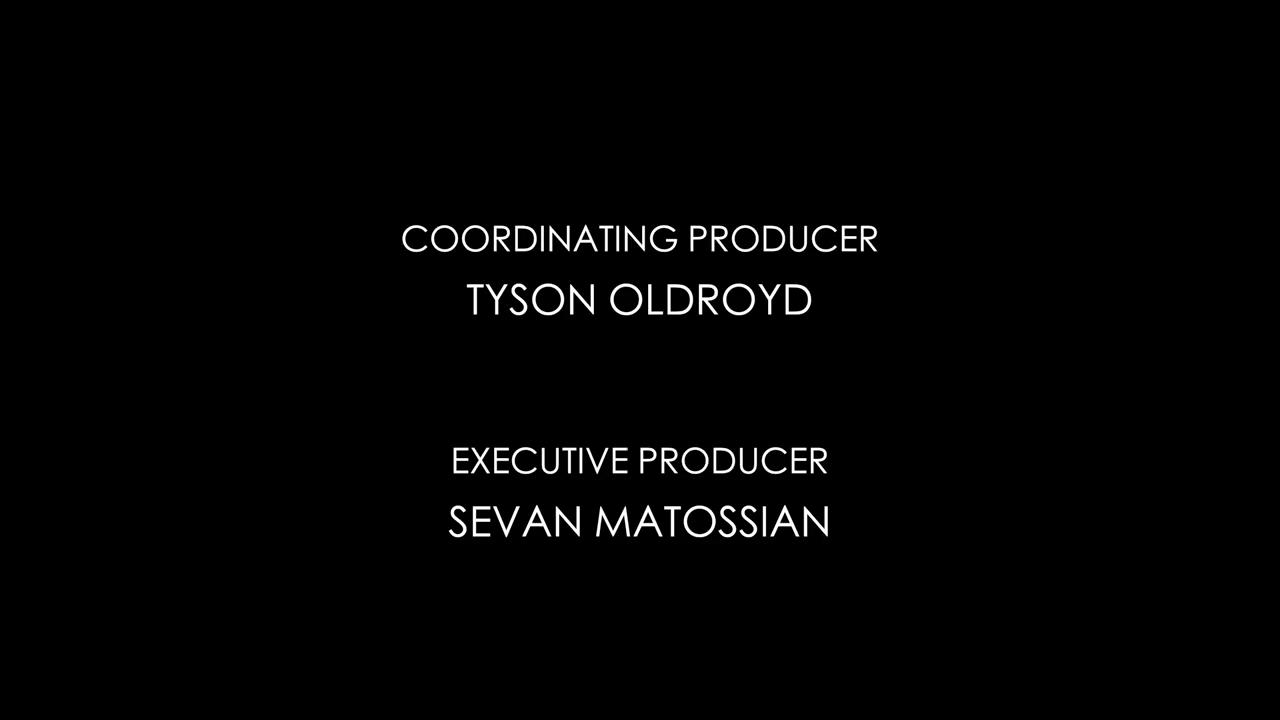 COORDINATING PRODUCER
TYSON OLDROYD
EXECUTIVE PRODUCER
SEVAN MATOSSIAN